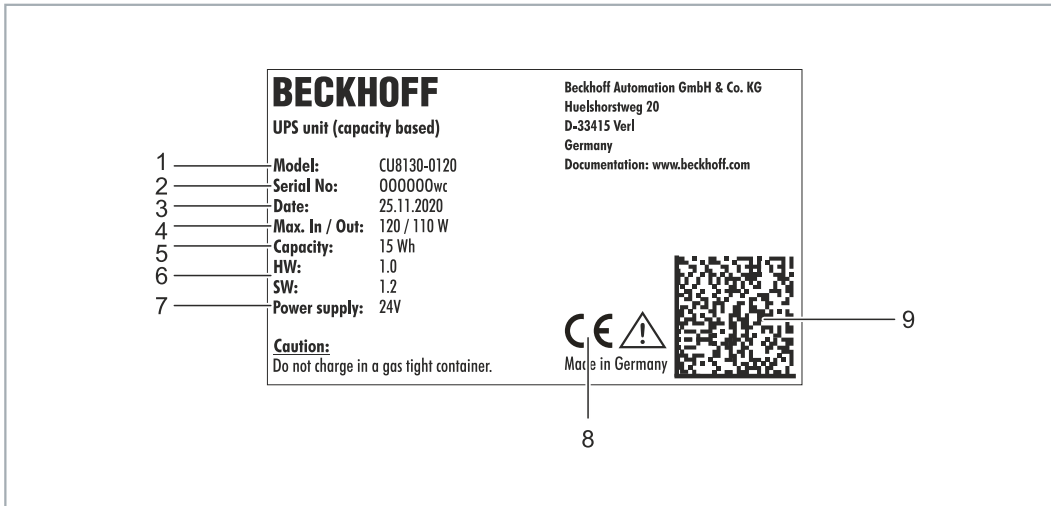 BECKHOFF
UPS unit (capacity based)
Beckhoff Automation GmbH & Co. KG
Huelshorstweg 20
D-33415 Verl
Germany
Documentation: www.beckhoff.com
1
Model: CU8130-0120
2
Serial No: 000000wc
3
Date: 25.11.2020
4
Max. In / Out: 120 / 110 W
5
Capacity: 15 Wh
6
HW: 1.0
SW: 1.2
7
Power supply: 24V
Caution:
Do not charge in a gas tight container.
CE
Made in Germany
8
9